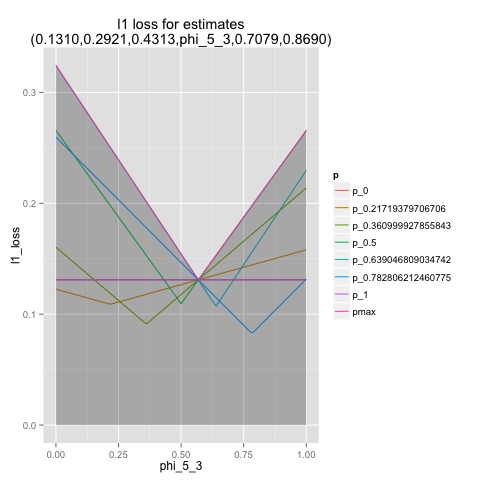 l1 loss for estimates
(0.1310,0.2921,0.4313,phi_5_3,0.7079,0.8690)
l1_loss
0.3
0.2
0.1
0.0
0.00 0.25 0.50 0.75 1.00
phi_5_3
p
p_0
p_0.21719379706706
p_0.360999927855843
p_0.5
p_0.639046809034742
p_0.782806212460775
p_1
pmax